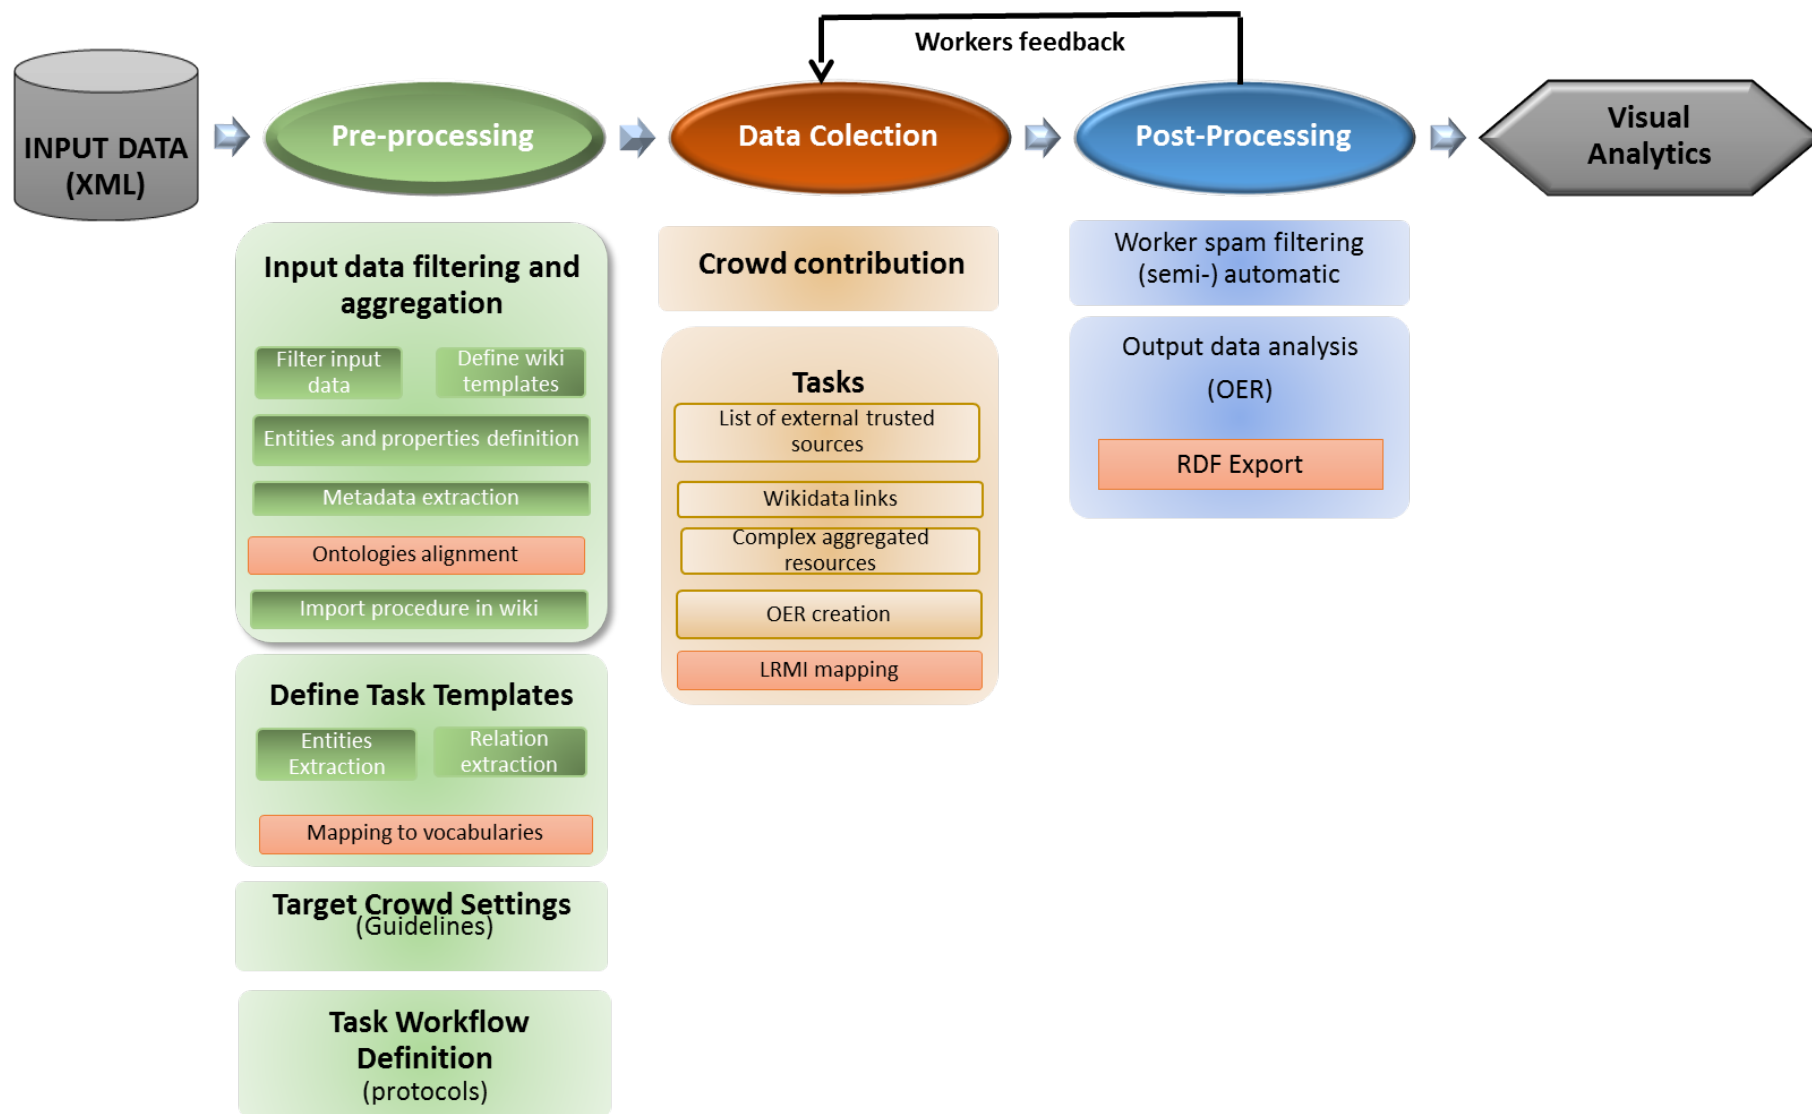 Workers feedback
INPUT DATA
(XML)
Pre-processing
Data Colection
Post-Processing
Visual
Analytics
Input data filtering and
aggregation
Filter input
data
Define wiki
templates
Entities and properties definition
Metadata extraction
Ontologies alignment
Import procedure in wiki
Define Task Templates
Entities
Extraction
Relation
extraction
Mapping to vocabularies
Target Crowd Settings
(Guidelines)
Task Workflow
Definition
(protocols)
Crowd contribution
Tasks
List of external trusted
sources
Wikidata links
Complex aggregated
resources
OER creation
LRMI mapping
Worker spam filtering
(semi-) automatic
Output data analysis
(OER)
RDF Export